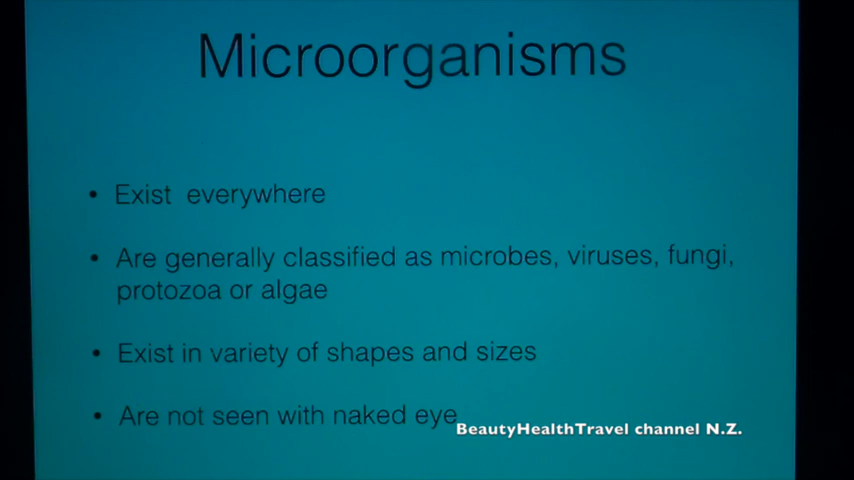 Microorganisms
• Exist everywhere
• Are generally classified as microbes, viruses, fungi,
protozoa or algae
• Exist in variety of shapes and sizes
• Are not seen with naked eye
BeautyHealthTravel channel N.Z.